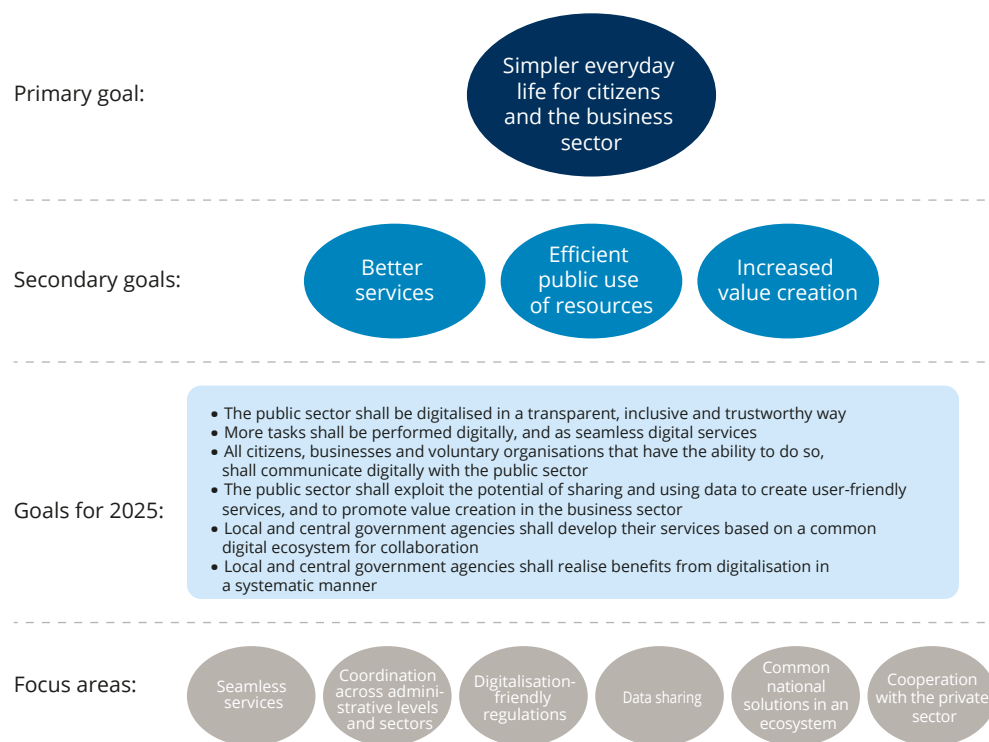 Primary goal:
Simpler everyday
life for citizens
and the business
sector
Secondary goals:
Better
services
Efficient
public use
of resources
Increased
value creation
Goals for 2025:
• The public sector shall be digitalised in a transparent, inclusive and trustworthy way
• More tasks shall be performed digitally, and as seamless digital services
• All citizens, businesses and voluntary organisations that have the ability to do so,
shall communicate digitally with the public sector
• The public sector shall exploit the potential of sharing and using data to create user-friendly
services, and to promote value creation in the business sector
• Local and central government agencies shall develop their services based on a common
digital ecosystem for collaboration
• Local and central government agencies shall realise benefits from digitalisation in
a systematic manner
Focus areas:
Seamless
services
Coordination
across admini-
strative levels
and sectors
Digitalisation-
friendly
regulations
Data sharing
Common
national
solutions in an
ecosystem
Cooperation
with the private
sector